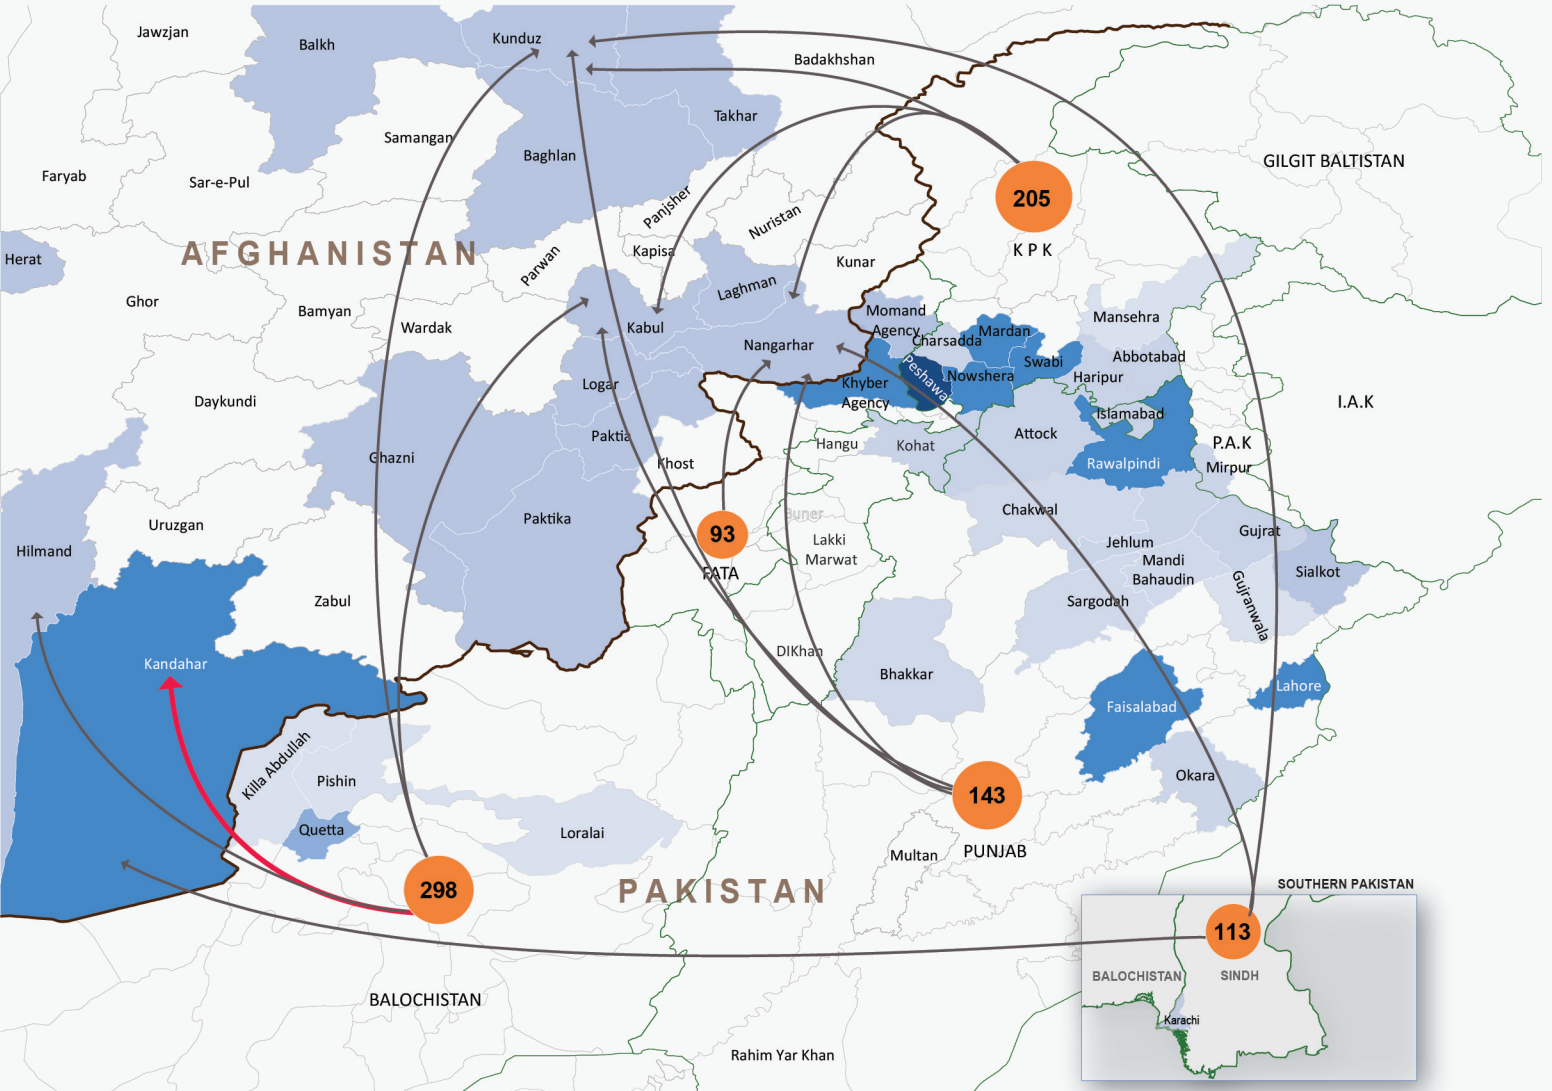 Jawzjan
Balkh
Kunduz
Badakhshan
Takhar
Samangan
Baghlan
Faryab
Sar-e-Pul
GILGIT BALTISTAN
205
KPK
Panjsher
Nuristan
Kapisa
Parwan
Kunar
AFGHANISTAN
Herat
Ghor
Bamyan
Wardak
Kabul
Laghman
Nangarhar
Momand
Agency
Charsadda
Mardan
Mansehra
Swabi
Abbotabad
Haripur
Peshawa
Nowshera
Khyber
Agency
Logar
Daykundi
Islamabad
I.A.K
Attock
Paktia
Hangu
Kohat
P.A.K
Mirpur
Rawalpindi
Ghazni
Khost
Paktika
Buner
Chakwal
Uruzgan
93
FATA
Lakki
Marwat
Jehlum
Gujrat
Hilmand
Mandi
Bahaudin
Sialkot
Zabul
Sargodah
Gujranwala
DIKhan
Kandahar
Bhakkar
Lahore
Faisalabad
Killa Abdullah
Pishin
Okara
143
PUNJAB
Quetta
Loralai
Multan
298
PAKISTAN
SOUTHERN PAKISTAN
113
BALOCHISTAN
SINDH
Karachi
BALOCHISTAN
Rahim Yar Khan